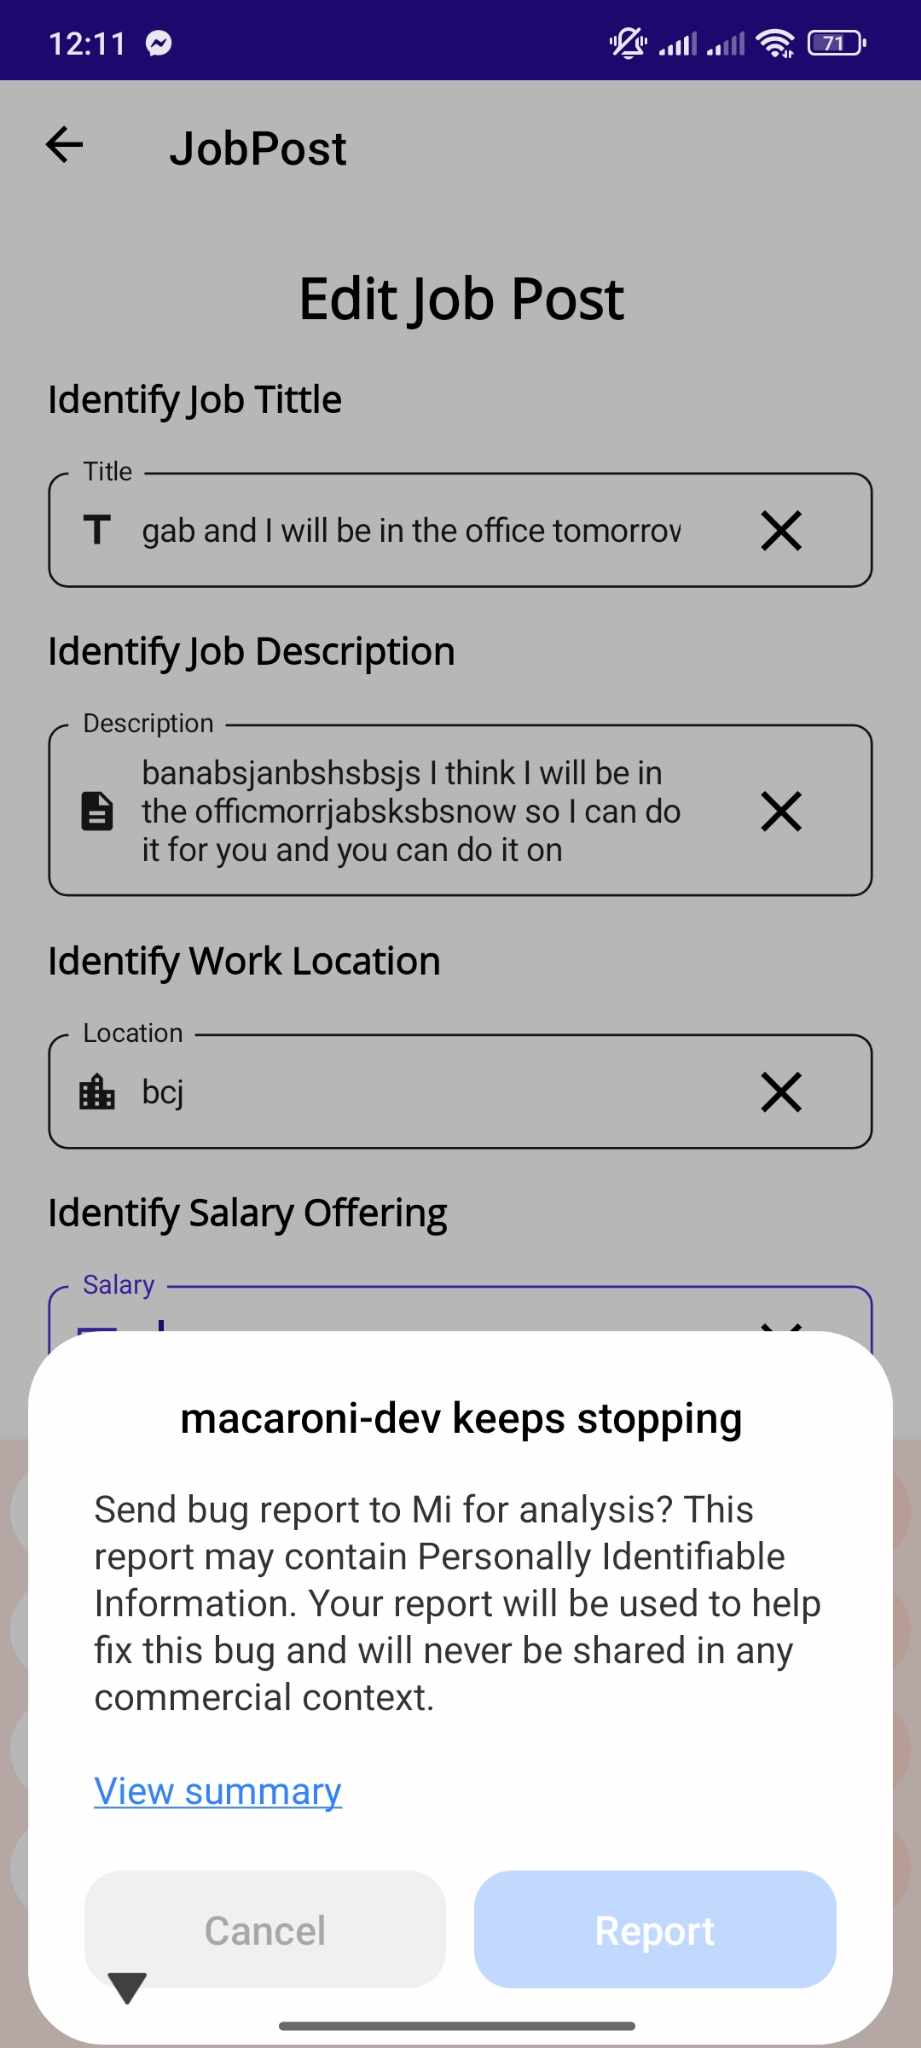 12:11
71
JobPost
Edit Job Post
Identify Job Tittle
Title
T gab and I will be in the office tomorrow
Identify Job Description
Description
banabsjanbshsbsjs I think I will be in
the officmorrjabsksbsnow so I can do
it for you and you can do it on
Identify Work Location
Location
bcj
Identify Salary Offering
Salary
macaroni-dev keeps stopping
Send bug report to Mi for analysis? This
report may contain Personally Identifiable
Information. Your report will be used to help
fix this bug and will never be shared in any
commercial context.
View summary
Cancel
Report